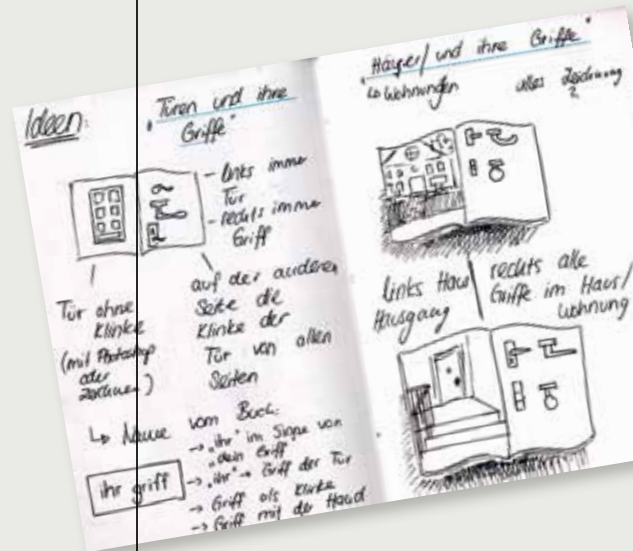 Ideen:
"Türen und ihre
Griffe"
- links immer
Tür
- rechts immer
Griff
Tür ohne
Klinke
(mit Photoshop
oder
zeichnen)
auf der anderen
Seite die
Klinke der
Tür von allen
Seiten
↳ Name vom Buch:
ihr griff
→ "ihr" im Sinne von
"dein Griff"
→ "ihr" → Griff der Tür
→ Griff als Klinke
→ Griff mit der Hand
"Häuser/ und ihre Griffe"
↳ Wohnungen
alles Zeichnung
?
links Haus
Hausgang
rechts alle
Griffe im Haus/
Wohnung